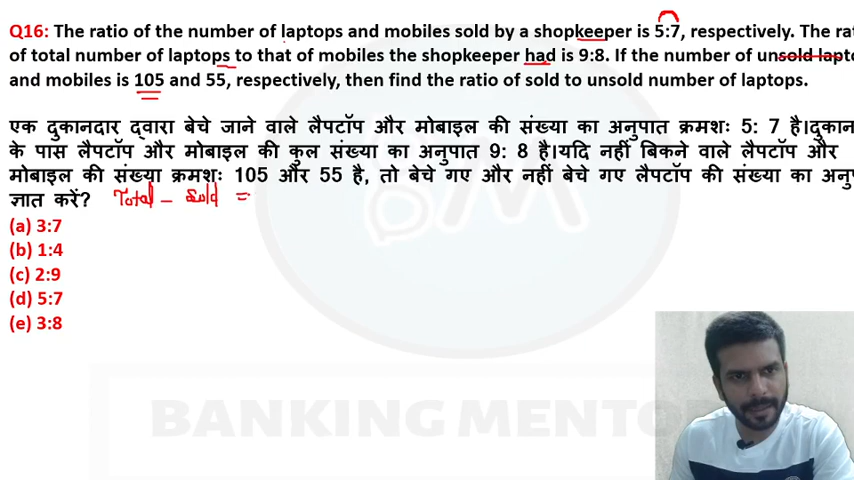 Q16: The ratio of the number of laptops and mobiles sold by a shopkeeper is 5:7, respectively. The
of total number of laptops to that of mobiles the shopkeeper had is 9:8. If the number of unsold
and mobiles is 105 and 55, respectively, then find the ratio of sold to unsold number of laptops.
एक दुकानदार द्वारा बेचे जाने वाले लैपटॉप और मोबाइल की संख्या का अनुपात क्रमशः 5: 7 है।
के पास लैपटॉप और मोबाइल की कुल संख्या का अनुपात 9: 8 है।यदि नहीं बिकने वाले लैपटॉप और
मोबाइल की संख्या क्रमशः 105 और 55 है, तो बेचे गए और नहीं बेचे गए लैपटॉप की संख्या का
ज्ञात करें? Total - Sold =
(a) 3:7
(b) 1:4
(c) 2:9
(d) 5:7
(e) 3:8
BANKING